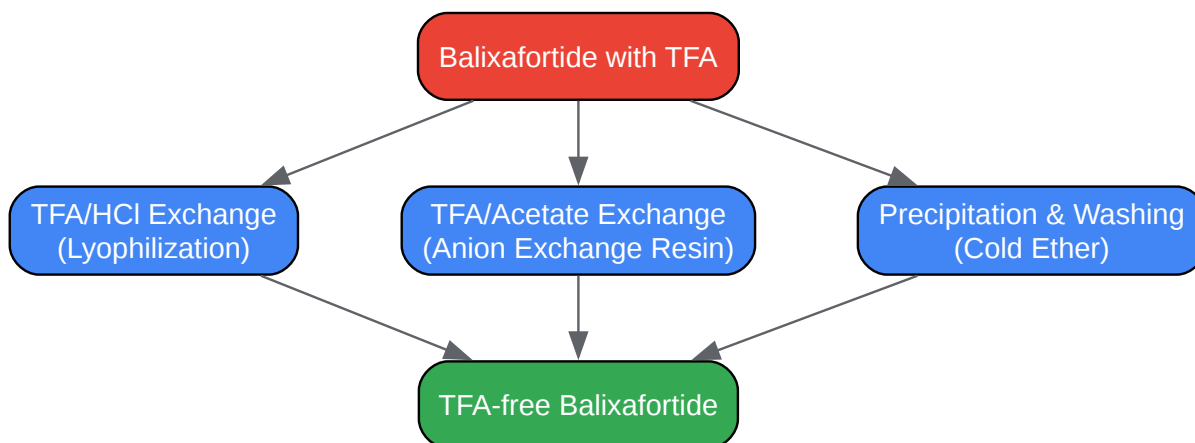 Balixafortide with TFA
TFA/HCl Exchange
(Lyophilization)
TFA/Acetate Exchange
(Anion Exchange Resin)
Precipitation & Washing
(Cold Ether)
TFA-free Balixafortide